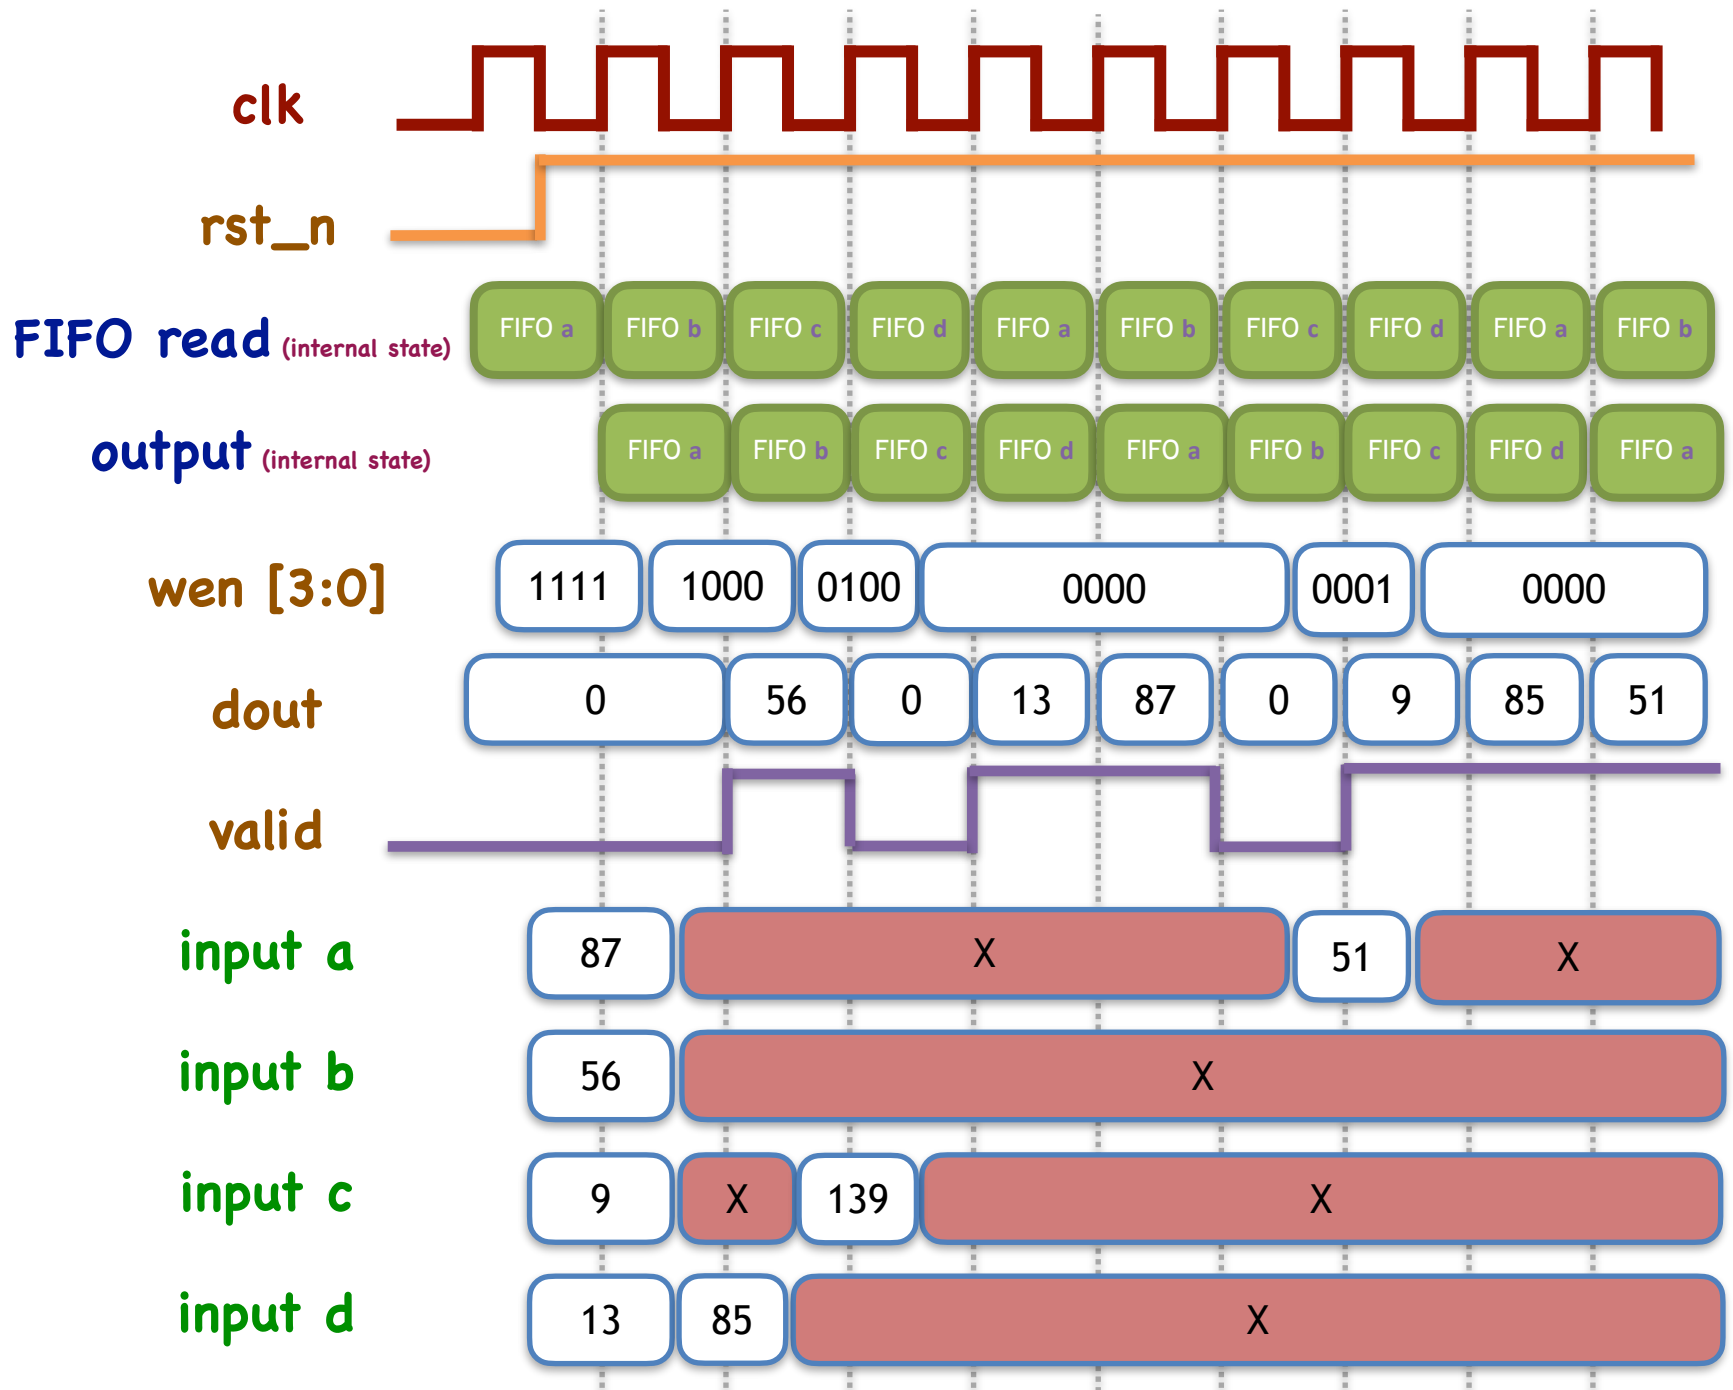 clk
rst_n
FIFO read (internal state) FIFO a FIFO b FIFO c FIFO d FIFO a FIFO b FIFO c FIFO d FIFO a FIFO b
output (internal state) FIFO a FIFO b FIFO c FIFO d FIFO a FIFO b FIFO c FIFO d FIFO a
wen [3:0] 1111 1000 0100 0000 0001 0000
dout 0 56 0 13 87 0 9 85 51
valid
input a 87 X 51 X
input b 56 X
input c 9 X 139 X
input d 13 85 X